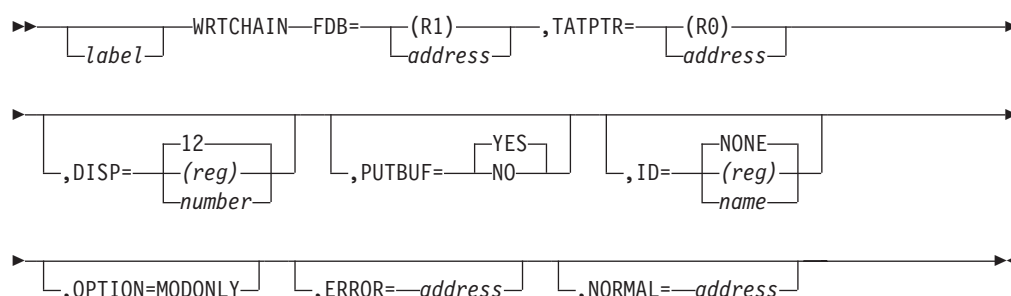 WRTCHAIN FDB= (R1) ,TATPTR= (R0)
label address address
12 YES NONE
,DISP= (reg) ,PUTBUF= NO ,ID= (reg)
number name
,OPTION=MODONLY ,ERROR= address ,NORMAL= address